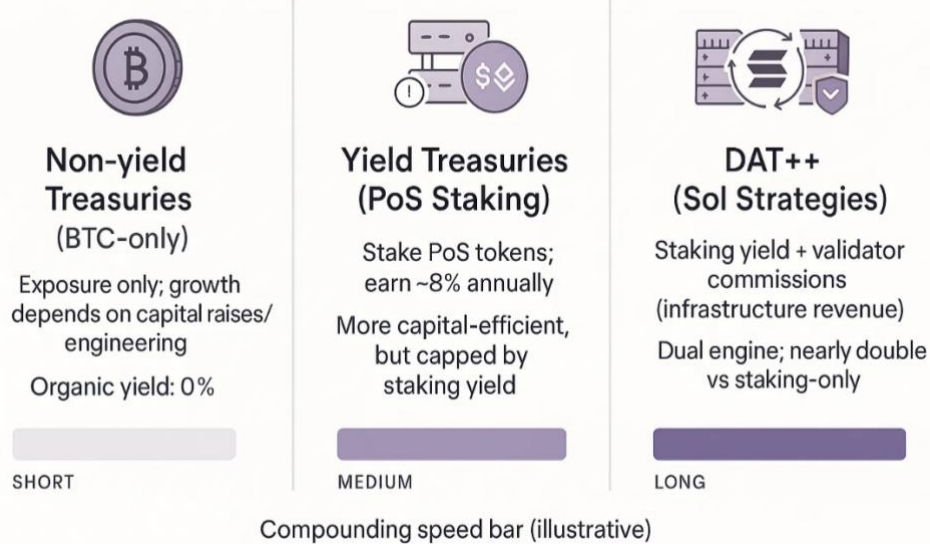 Non-yield
Treasuries
(BTC-only)
Exposure only; growth
depends on capital raises/
engineering
Organic yield: 0%
SHORT
Yield Treasuries
(PoS Staking)
Stake PoS tokens;
earn ~8% annually
More capital-efficient,
but capped by
staking yield
MEDIUM
DAT++
(Sol Strategies)
Staking yield + validator
commissions
(infrastructure revenue)
Dual engine; nearly double
vs staking-only
LONG
Compounding speed bar (illustrative)